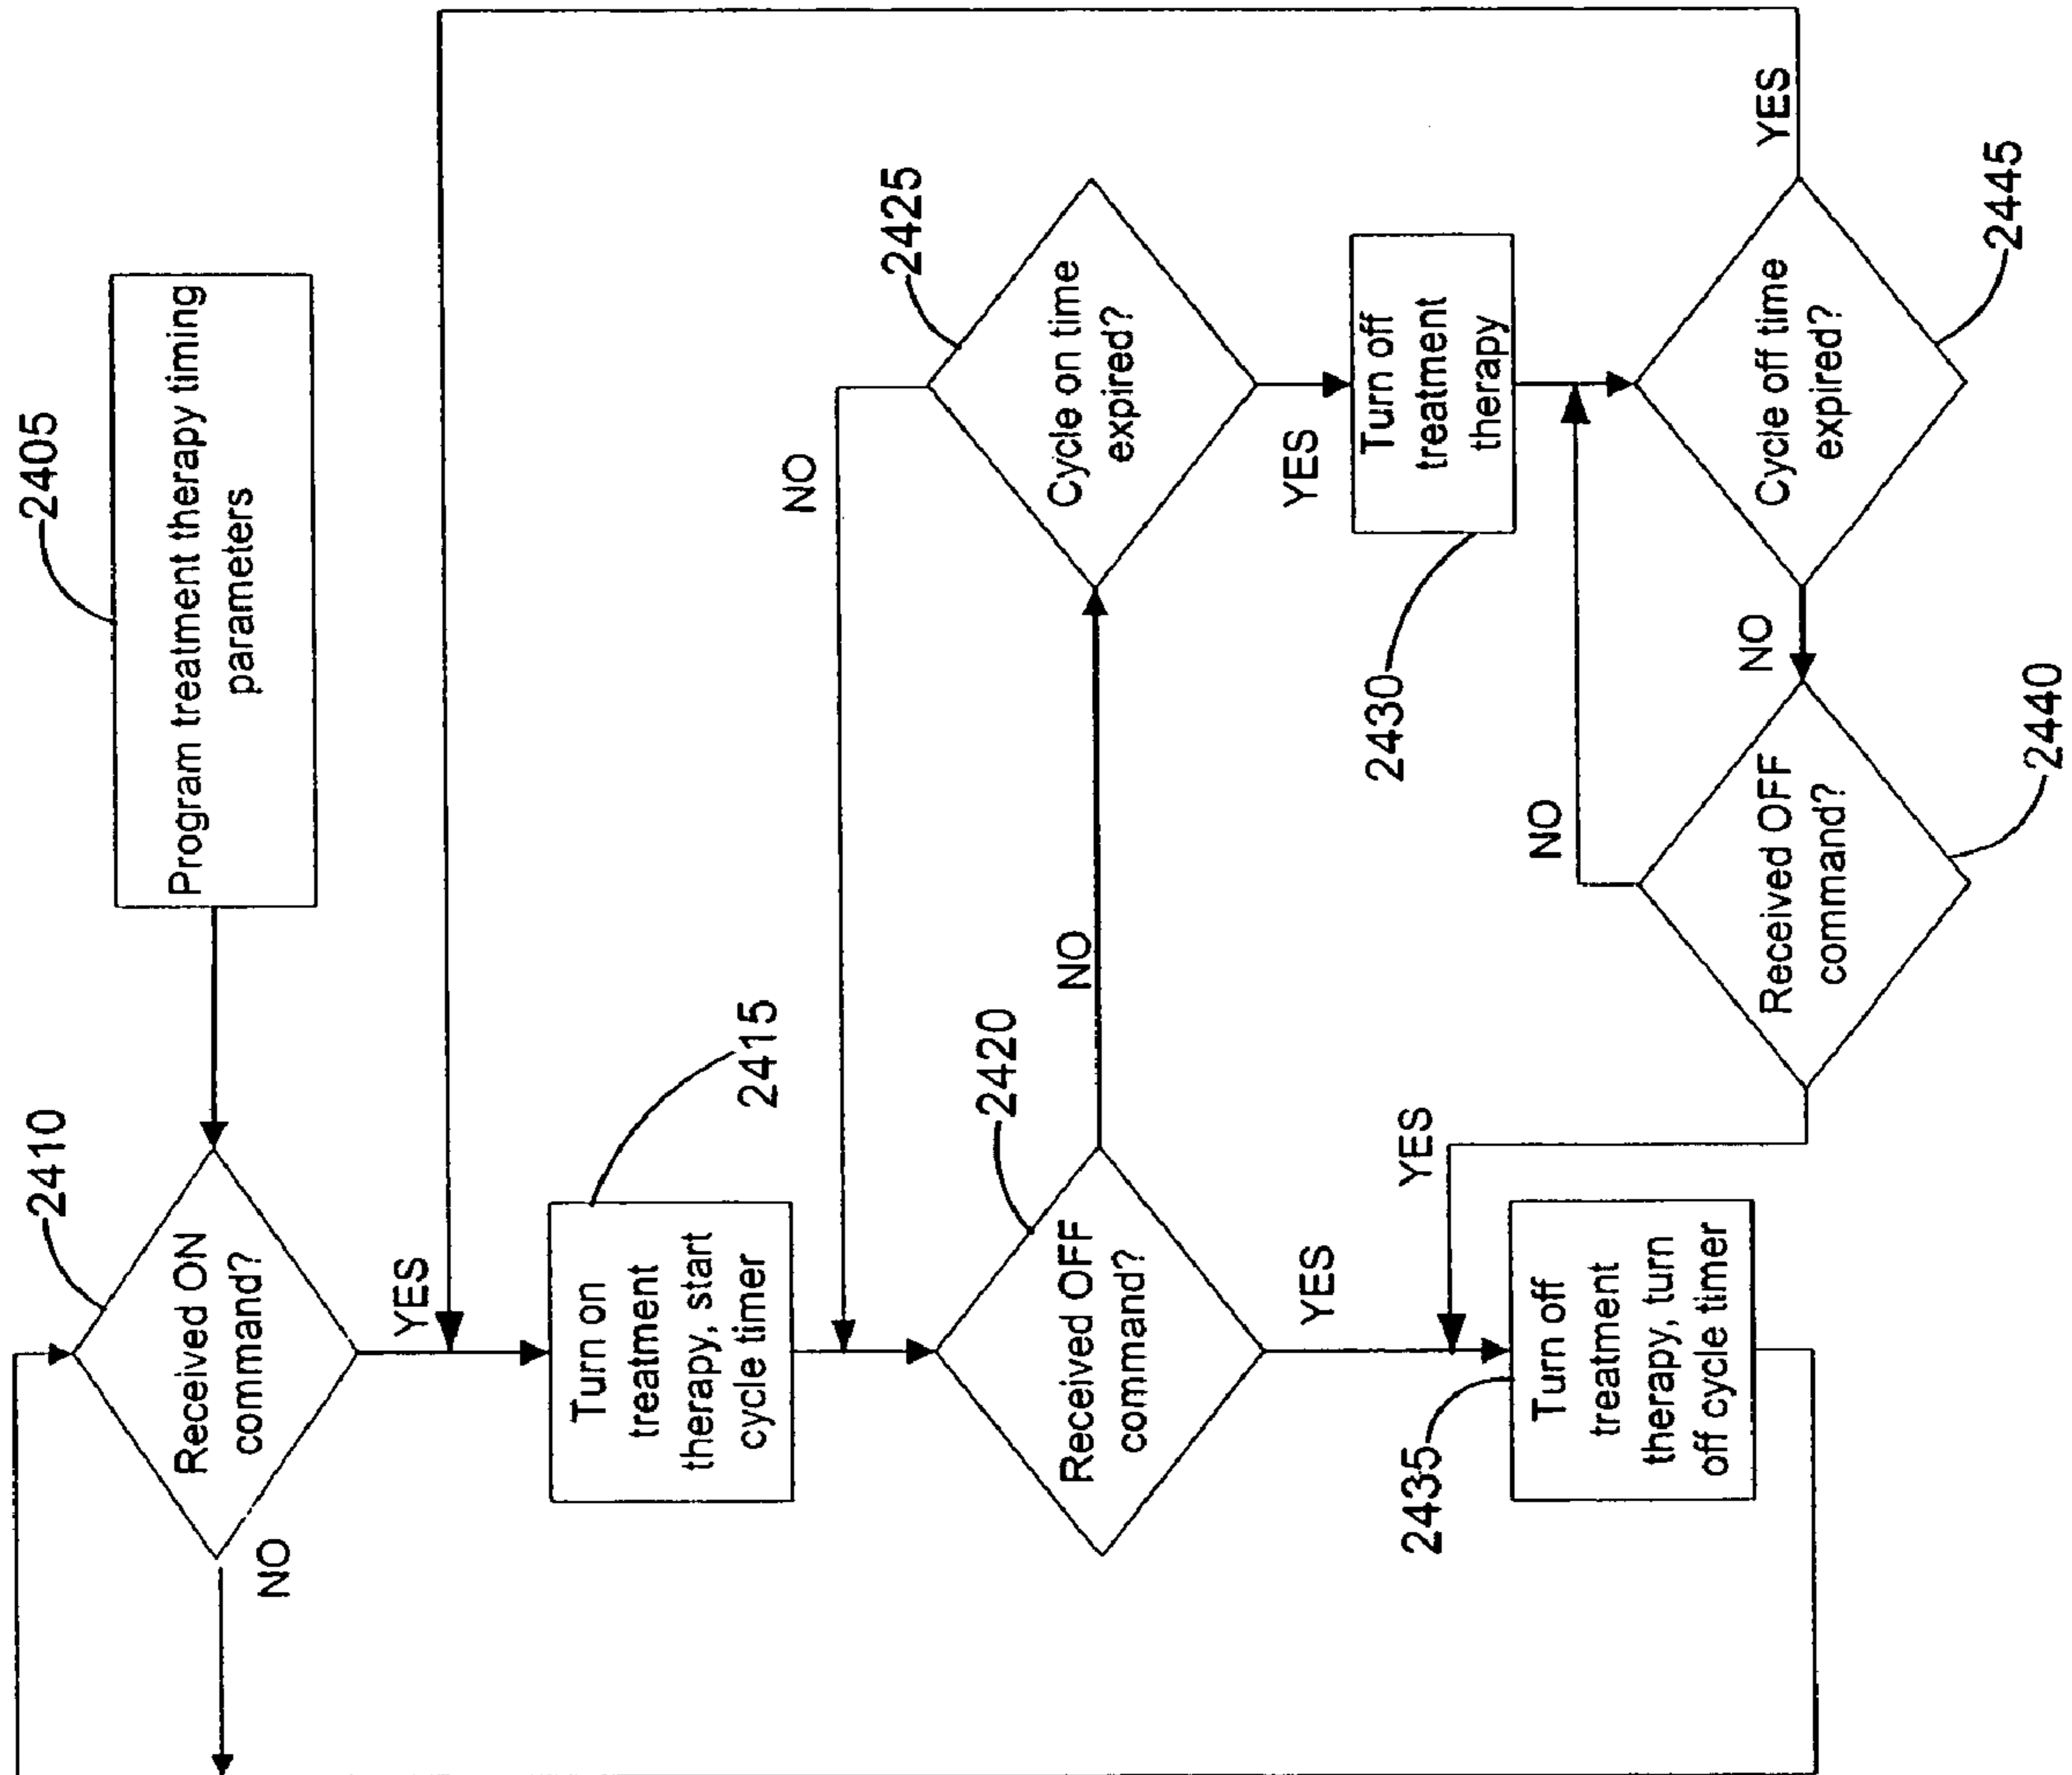 2405
Program treatment therapy timing
parameters
2410
Received ON
command?
NO
YES
2415
Turn on
treatment
therapy, start
cycle timer
2420
Received OFF
command?
NO
YES
2425
Cycle on time
expired?
NO
YES
2430
Turn off
treatment
therapy
2435
Turn off
treatment
therapy, turn
off cycle timer
YES
2440
Received OFF
command?
NO
NO
2445
Cycle off time
expired?
YES